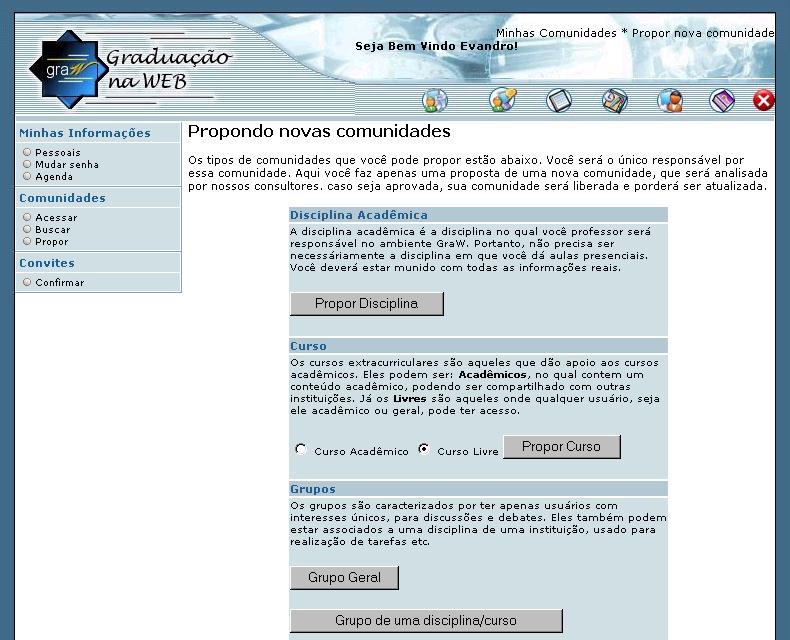 Minhas Comunidades * Propor nova comunidade
Seja Bem Vindo Evandro!
graW
Graduação
na WEB
Minhas Informações
Pessoais
Mudar senha
Agenda
Comunidades
Acessar
Buscar
Propor
Convites
Confirmar
Propondo novas comunidades
Os tipos de comunidades que você pode propor estão abaixo. Você será o único responsável por
essa comunidade. Aqui você faz apenas uma proposta de uma nova comunidade, que será analisada
por nossos consultores. caso seja aprovada, sua comunidade será liberada e porderá ser atualizada.
Disciplina Acadêmica
A disciplina acadêmica é a disciplina no qual você professor será
responsável no ambiente GraW. Portanto, não precisa ser
necessáriamente a disciplina em que você dá aulas presenciais.
Você deverá estar munido com todas as informações reais.
Propor Disciplina
Curso
Os cursos extracurriculares são aqueles que dão apoio aos cursos
acadêmicos. Eles podem ser: Acadêmicos, no qual contem um
conteúdo acadêmico, podendo ser compartilhado com outras
instituições. Já os Livres são aqueles onde qualquer usuário, seja
ele acadêmico ou geral, pode ter acesso.
Curso Acadêmico Curso Livre Propor Curso
Grupos
Os grupos são caracterizados por ter apenas usuários com
interesses únicos, para discussões e debates. Eles também podem
estar associados a uma disciplina de uma instituição, usado para
realização de tarefas etc.
Grupo Geral
Grupo de uma disciplina/curso